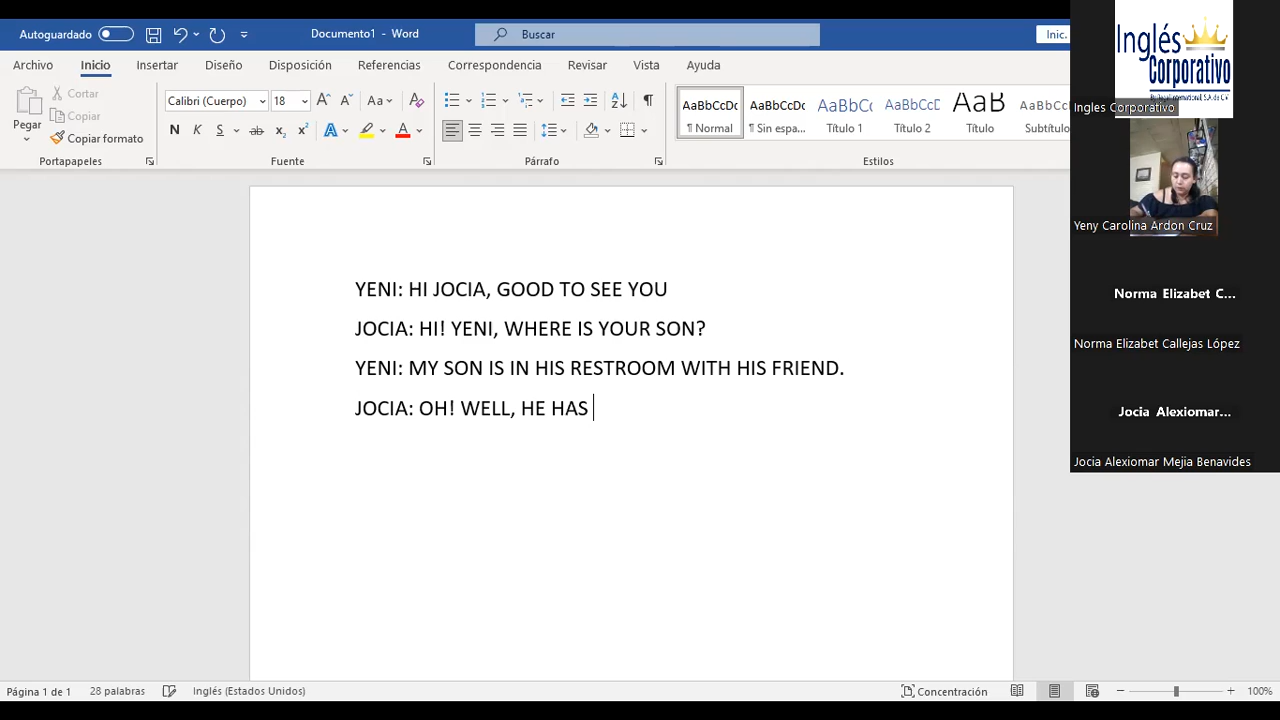 Autoguardado
Documento1 - Word
Buscar
Inic.
Archivo Inicio Insertar Diseño Disposición Referencias Correspondencia Revisar Vista Ayuda
Pegar
Cortar
Copiar
Copiar formato
Portapapeles
Calibri (Cuerpo) 18
Fuente
Párrafo
AaBbCcDc AaBbCcDc AaBbC AaBbCcE AaB AaBbCcD
¶ Normal ¶ Sin espa... Título 1 Título 2 Título Subtítulo
Estilos
YENI: HI JOCIA, GOOD TO SEE YOU
JOCIA: HI! YENI, WHERE IS YOUR SON?
YENI: MY SON IS IN HIS RESTROOM WITH HIS FRIEND.
JOCIA: OH! WELL, HE HAS
Página 1 de 1 28 palabras Inglés (Estados Unidos) Concentración 100%
Inglés
Corporativo
Ingles Corporativo
Yeny Carolina Ardon Cruz
Norma Elizabet C...
Norma Elizabet Callejas López
Jocia Alexiomar...
Jocia Alexiomar Mejia Benavides